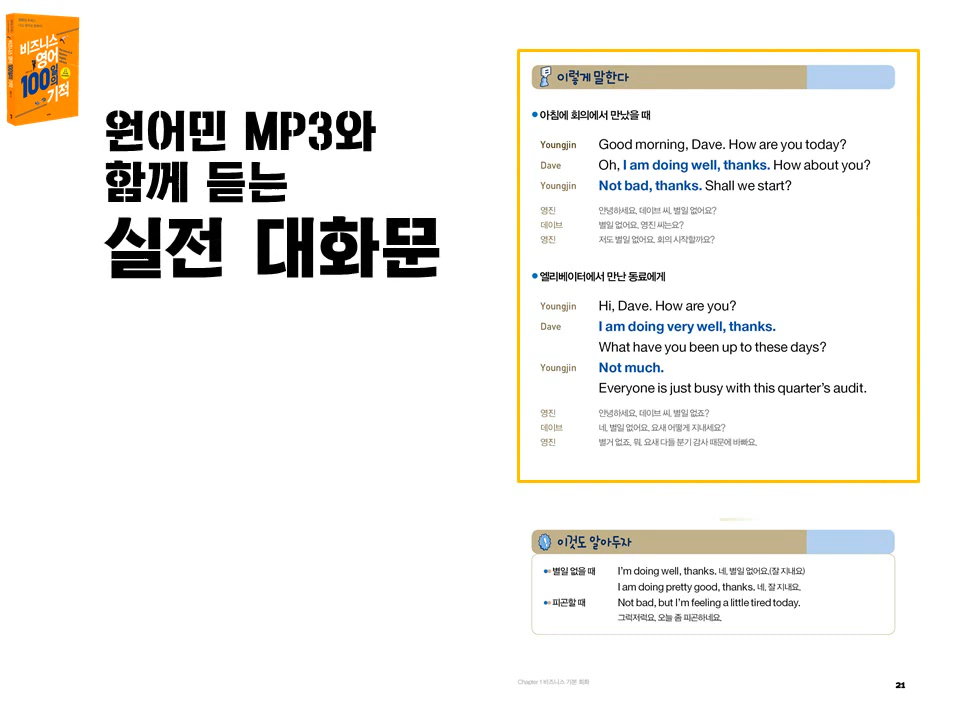 비즈니스
영어
100일의
기적
원어민 MP3와
함께 듣는
실전 대화문
이렇게 말한다
아침에 회의에서 만났을 때
Youngjin Good morning, Dave. How are you today?
Dave Oh, I am doing well, thanks. How about you?
Youngjin Not bad, thanks. Shall we start?
영진 안녕하세요, 데이브 씨. 별일 없어요?
데이브 별일 없어요. 영진 씨는요?
영진 저도 별일 없어요. 회의 시작할까요?
엘리베이터에서 만난 동료에게
Youngjin Hi, Dave. How are you?
Dave I am doing very well, thanks.
What have you been up to these days?
Youngjin Not much.
Everyone is just busy with this quarter's audit.
영진 안녕하세요, 데이브 씨. 별일 없죠?
데이브 네, 별일 없어요. 요새 어떻게 지내세요?
영진 별거 없죠, 뭐. 요새 다들 분기 감사 때문에 바빠요.
이것도 알아두자
별일 없을 때 I'm doing well, thanks. 네, 별일 없어요.(잘 지내요)
I am doing pretty good, thanks. 네, 잘 지내요.
피곤할 때 Not bad, but I'm feeling a little tired today.
그럭저럭요. 오늘 좀 피곤하네요.
Chapter 1 비즈니스 기본 회화
21